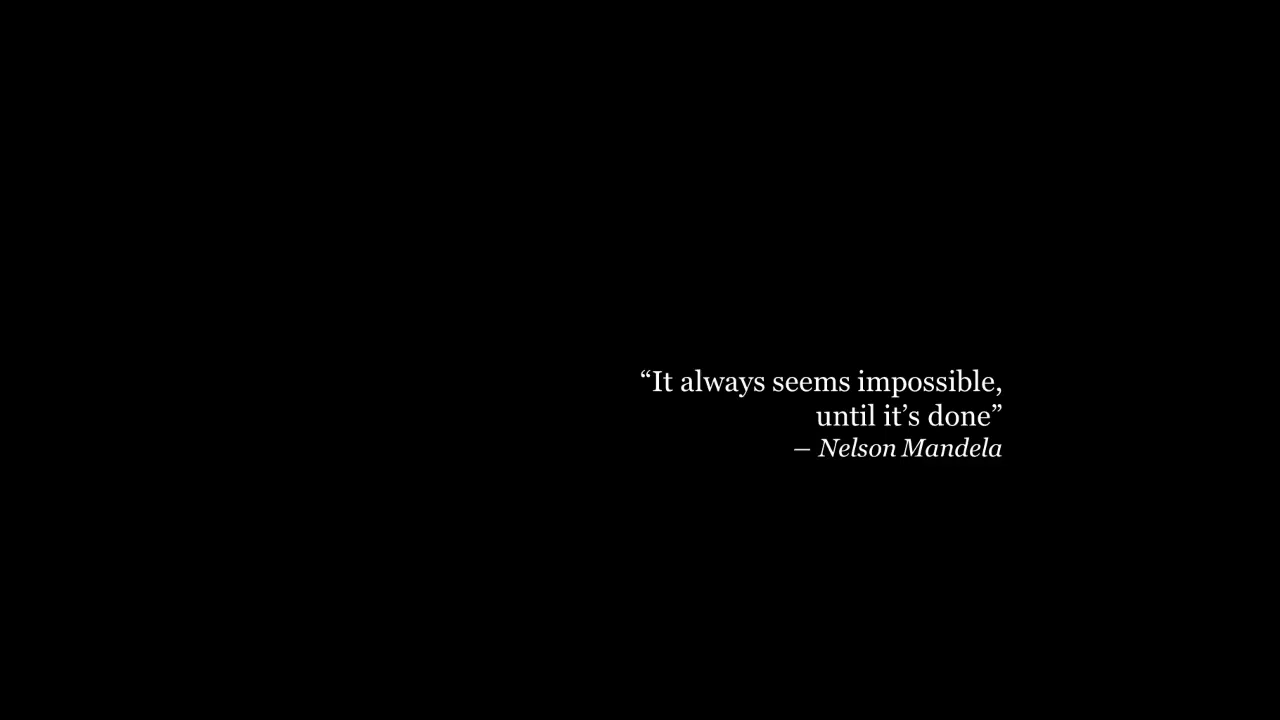 “It always seems impossible,
until it’s done”
― Nelson Mandela